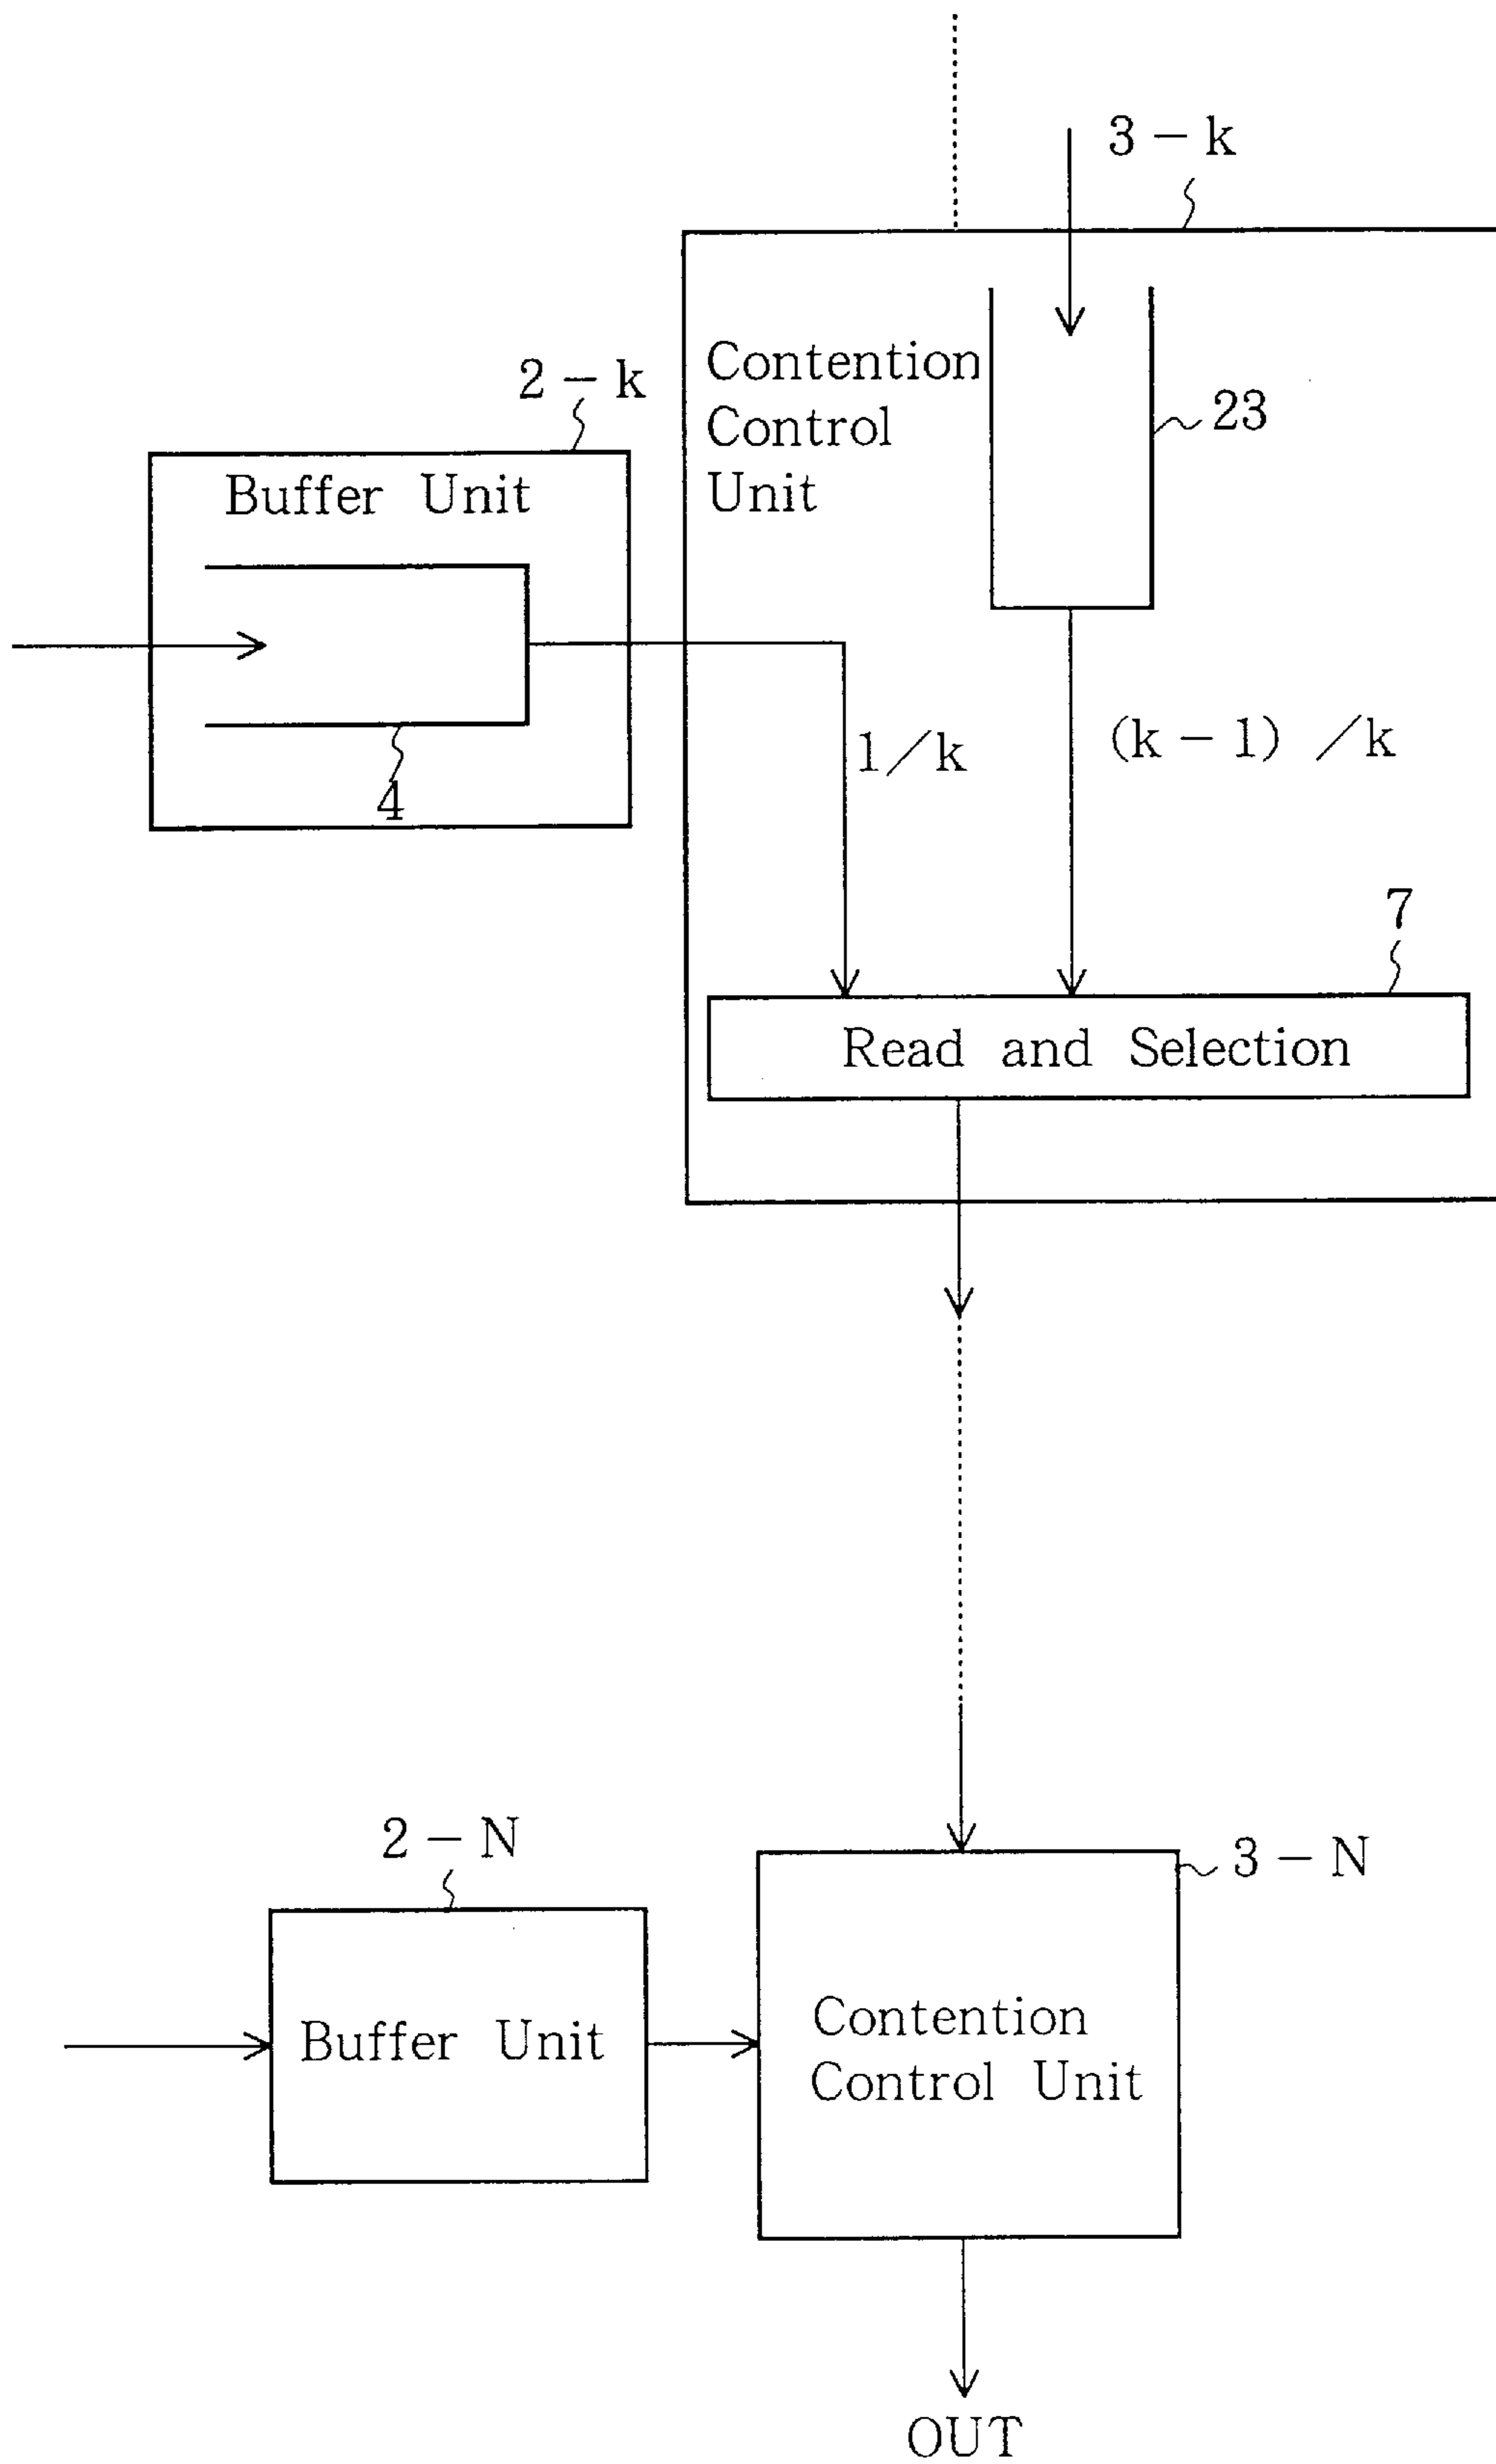 3-k
2-k
Contention
Control
Unit
23
Buffer Unit
4
1/k
(k-1)/k
7
Read and Selection
2-N
3-N
Buffer Unit
Contention
Control Unit
OUT